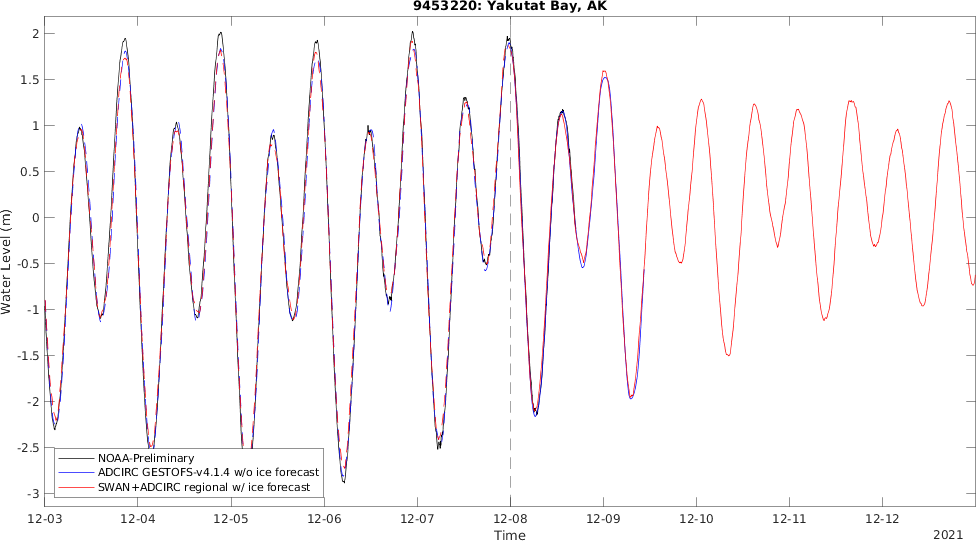 9453220: Yakutat Bay, AK
Water Level (m)
2
1.5
1
0.5
0
-0.5
-1
-1.5
-2
-2.5
-3
NOAA-Preliminary
ADCIRC GESTOFS-v4.1.4 w/o ice forecast
SWAN+ADCIRC regional w/ ice forecast
12-03 12-04 12-05 12-06 12-07 12-08 12-09 12-10 12-11 12-12
Time
2021